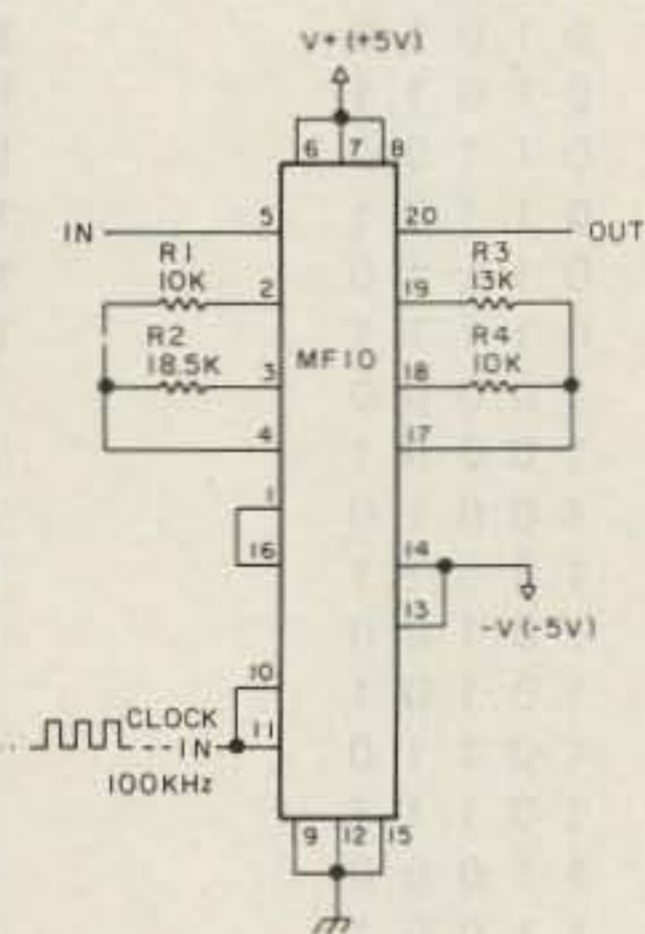 V+(+5V)
6 7 8
IN 5 20 OUT
R1 R3
10K 2 19 13K
R2 R4
18.5K 3 MF10 18 10K
4 17
1
16 14
13 -V(-5V)
10
CLOCK 11
IN
100KHz
9 12 15